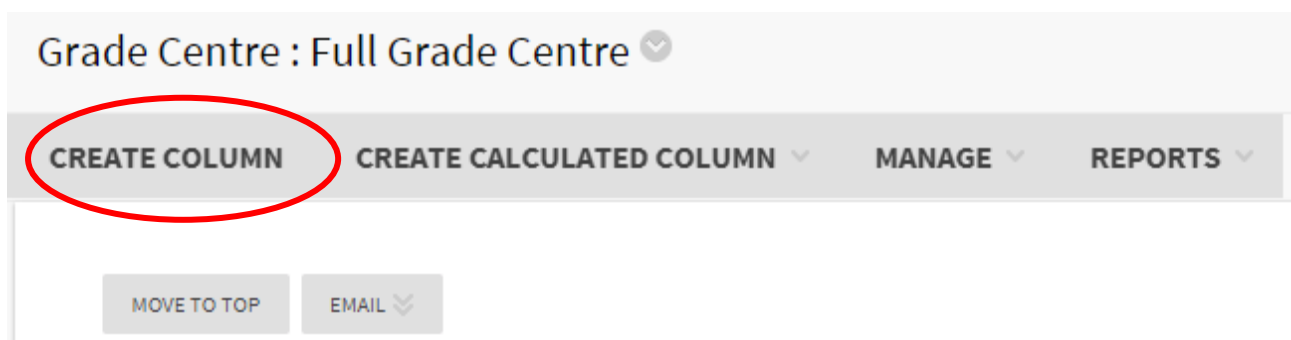 Grade Centre : Full Grade Centre
CREATE COLUMN CREATE CALCULATED COLUMN MANAGE REPORTS
MOVE TO TOP EMAIL